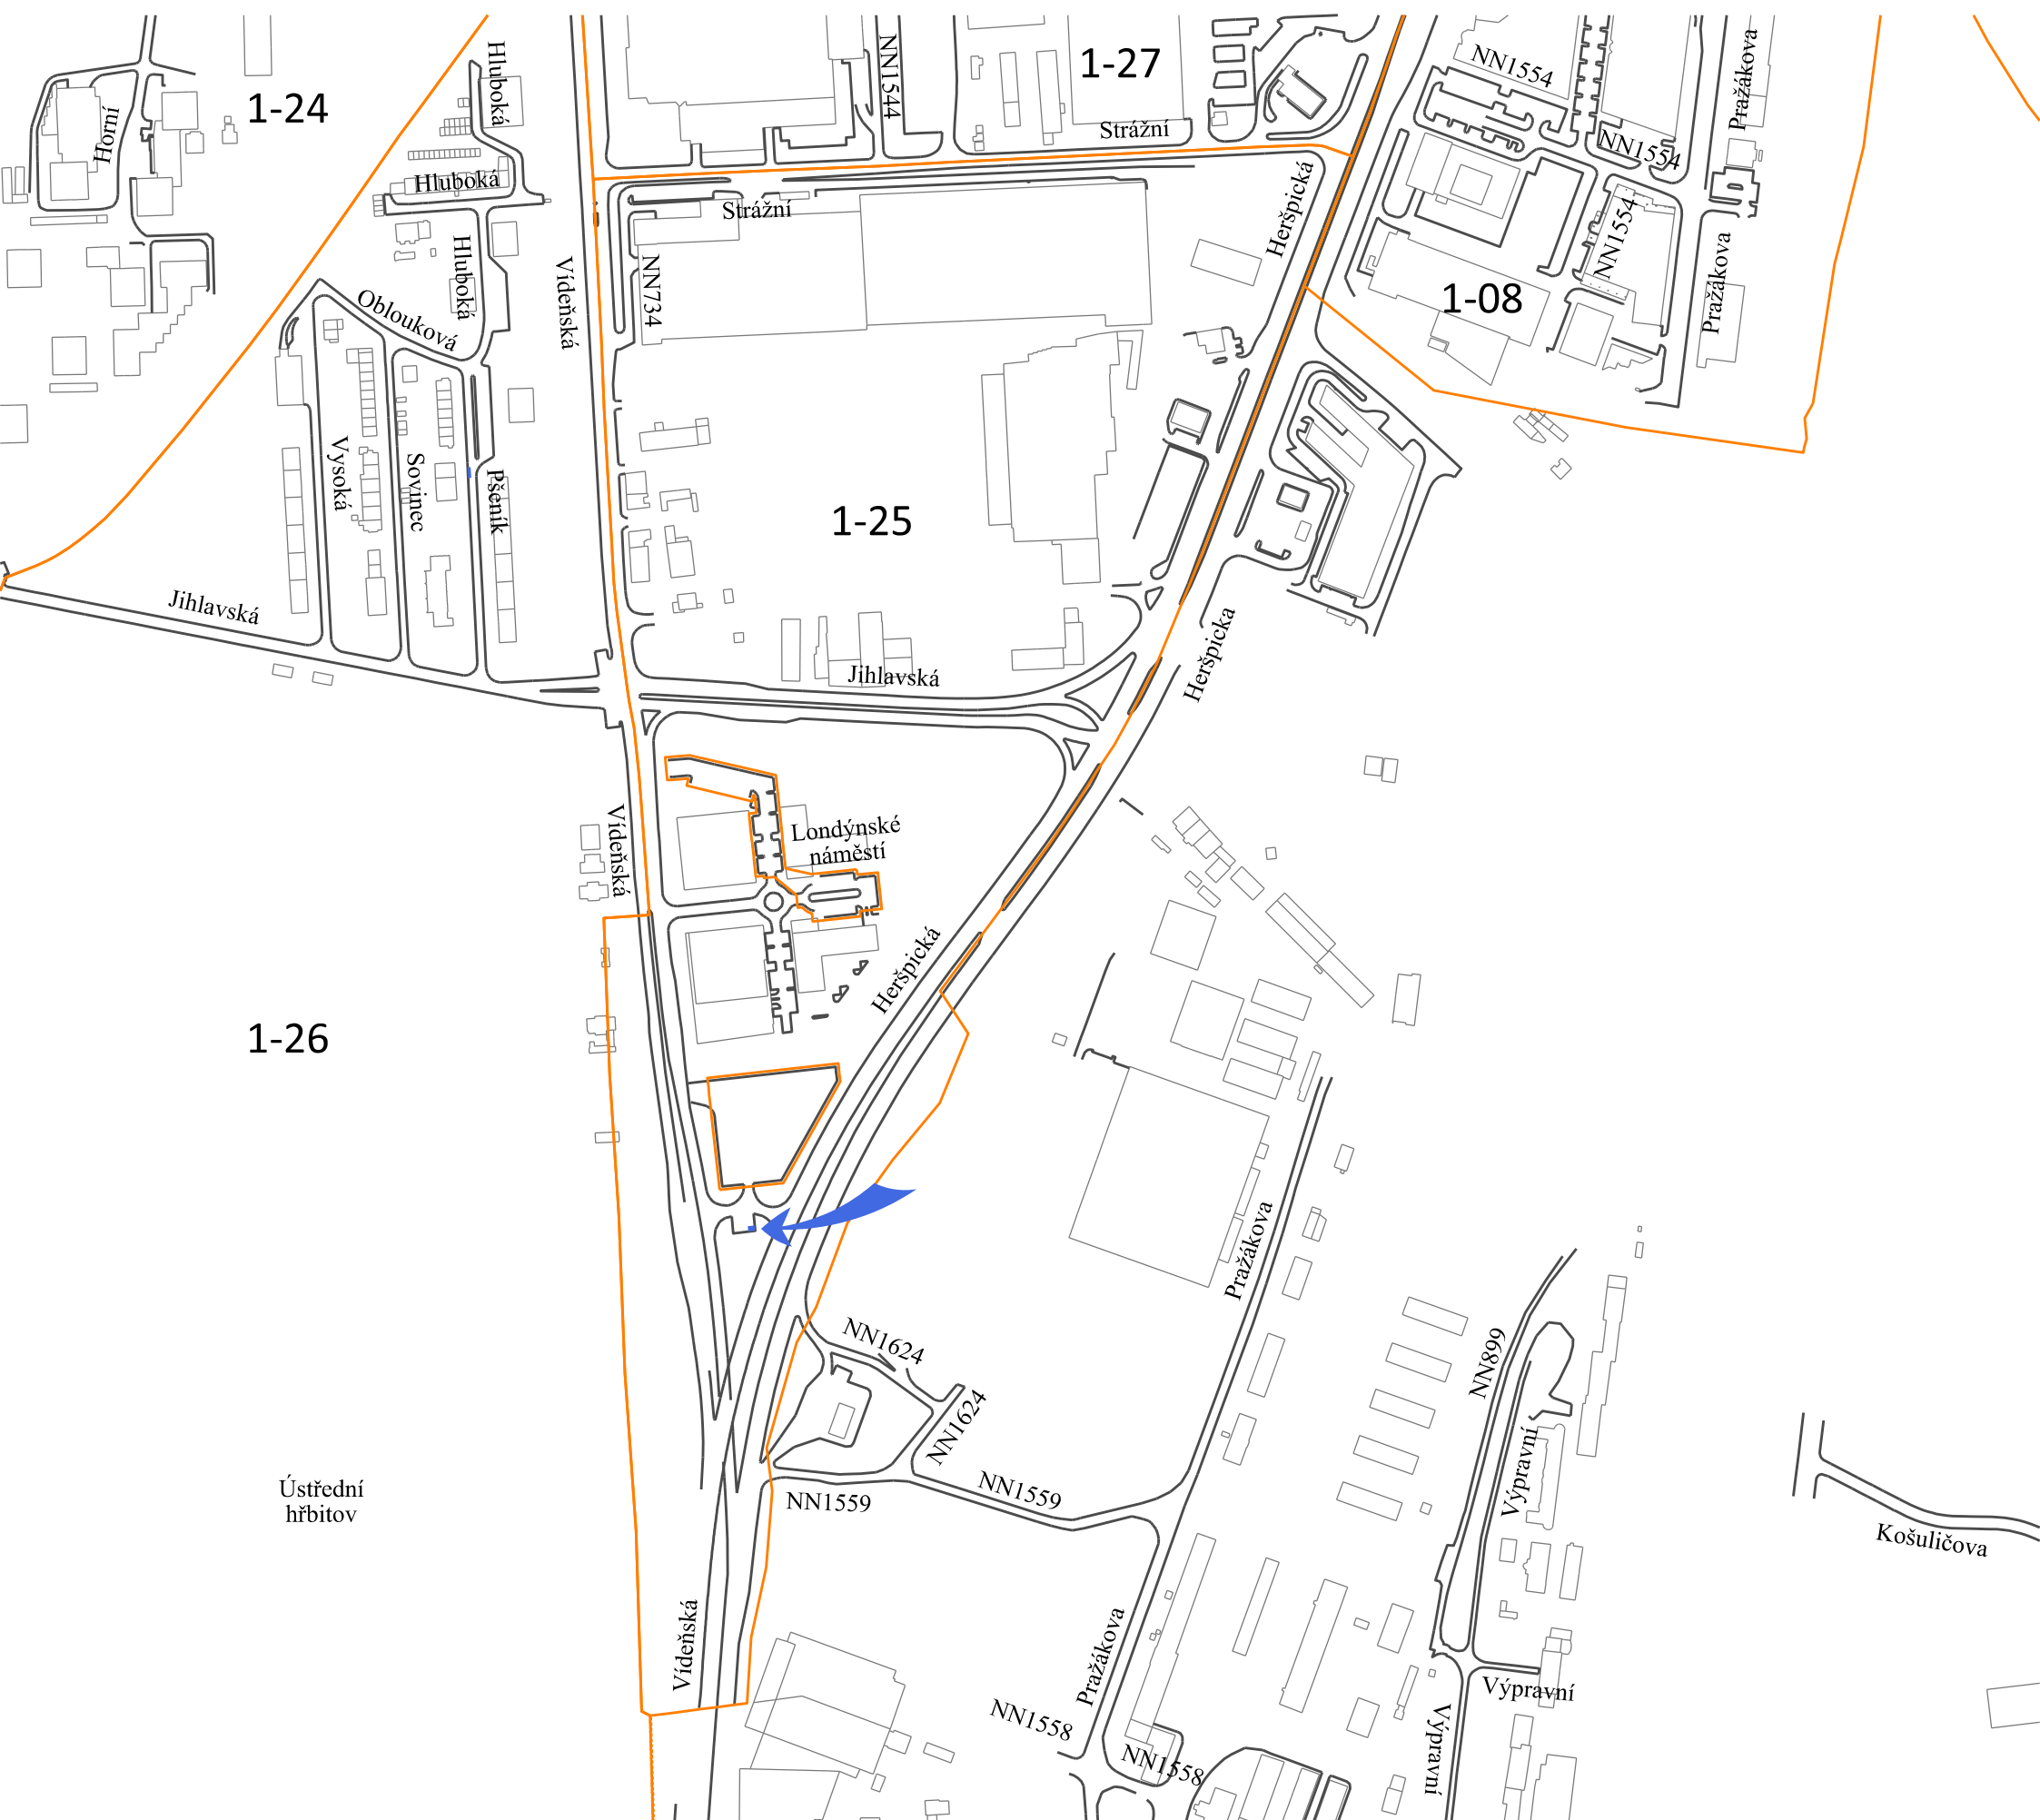 Hluboká
NN1544
1-27
NN1554
Pražákova
1-24
Horní
Strážní
NN1554
Hluboká
Strážní
Heršpická
NN1554
Hluboká
Vídeňská
NN734
Pražákova
Oblouková
1-08
Vysoká
Sovinec
Pšeník
1-25
Jihlavská
Heršpicka
Jihlavská
Vídeňská
Londýnské
náměstí
Heršpická
1-26
Pražákova
NN1624
NN899
NN1624
Výpravní
Ústřední
hřbitov
NN1559
NN1559
Košuličova
Vídeňská
Pražákova
Výpravní
NN1558
Výpravní
NN1558